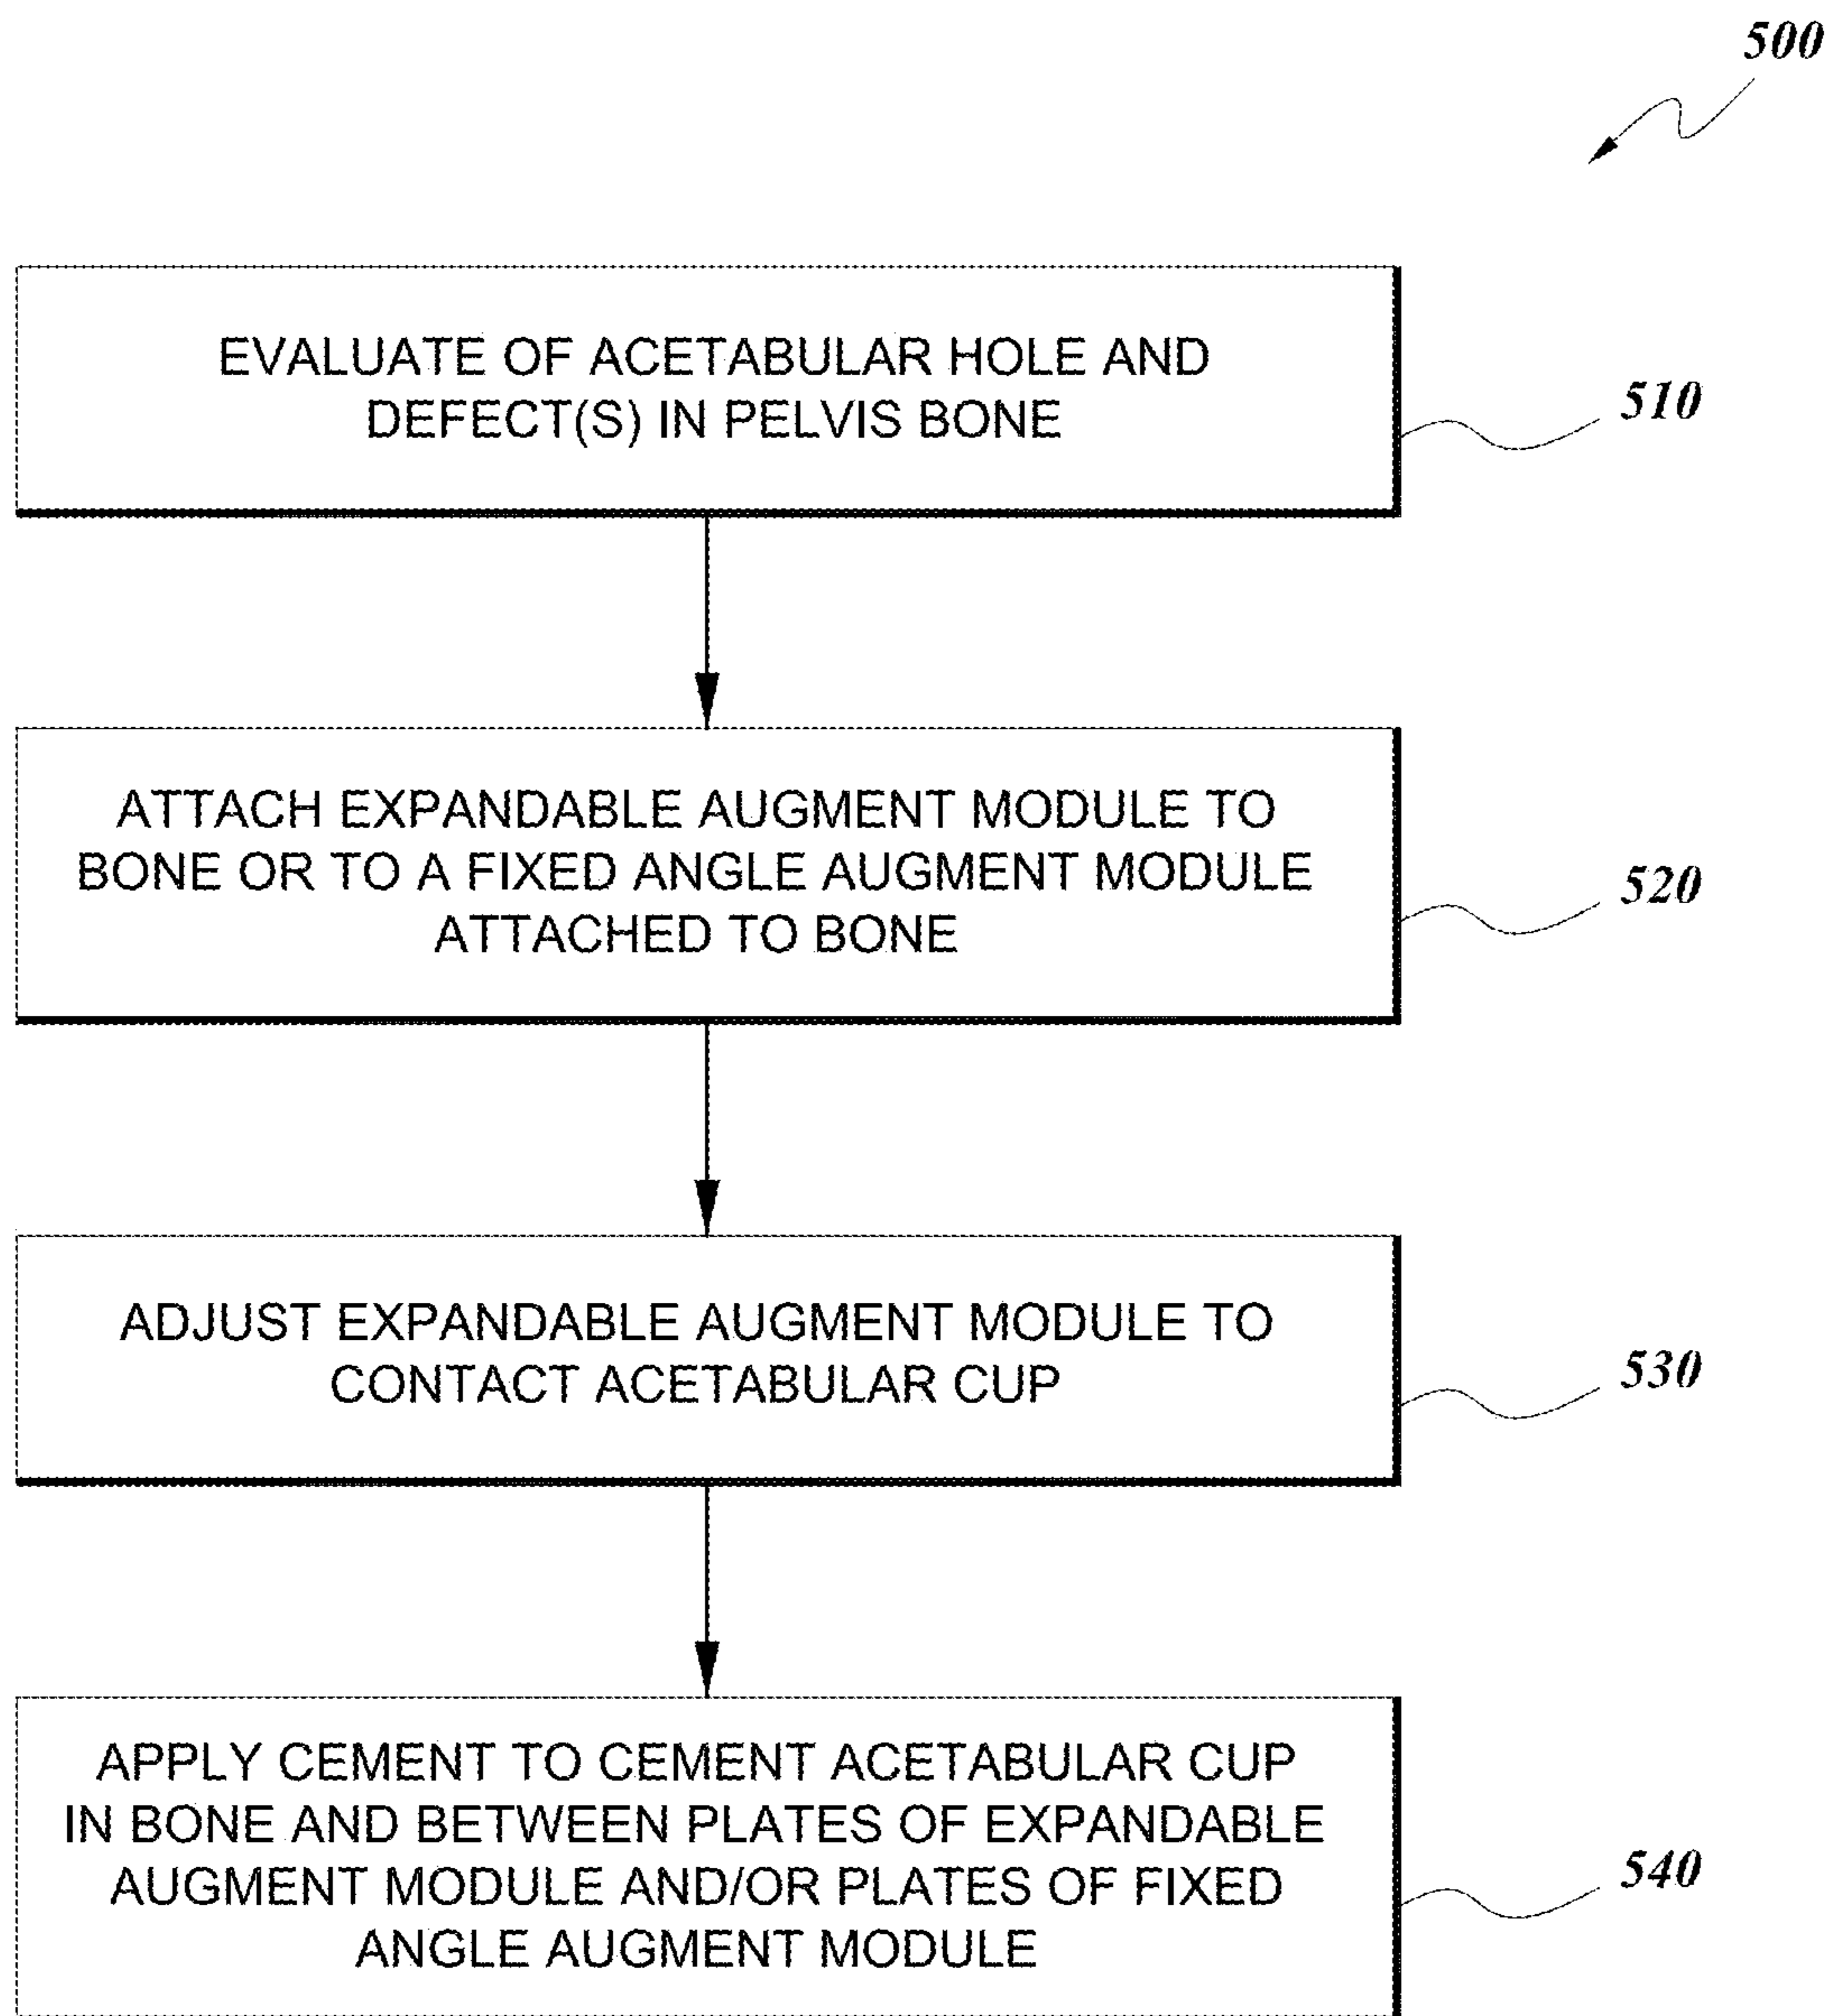 500
EVALUATE OF ACETABULAR HOLE AND
DEFECT(S) IN PELVIS BONE
510
ATTACH EXPANDABLE AUGMENT MODULE TO
BONE OR TO A FIXED ANGLE AUGMENT MODULE
ATTACHED TO BONE
520
ADJUST EXPANDABLE AUGMENT MODULE TO
CONTACT ACETABULAR CUP
530
APPLY CEMENT TO CEMENT ACETABULAR CUP
IN BONE AND BETWEEN PLATES OF EXPANDABLE
AUGMENT MODULE AND/OR PLATES OF FIXED
ANGLE AUGMENT MODULE
540